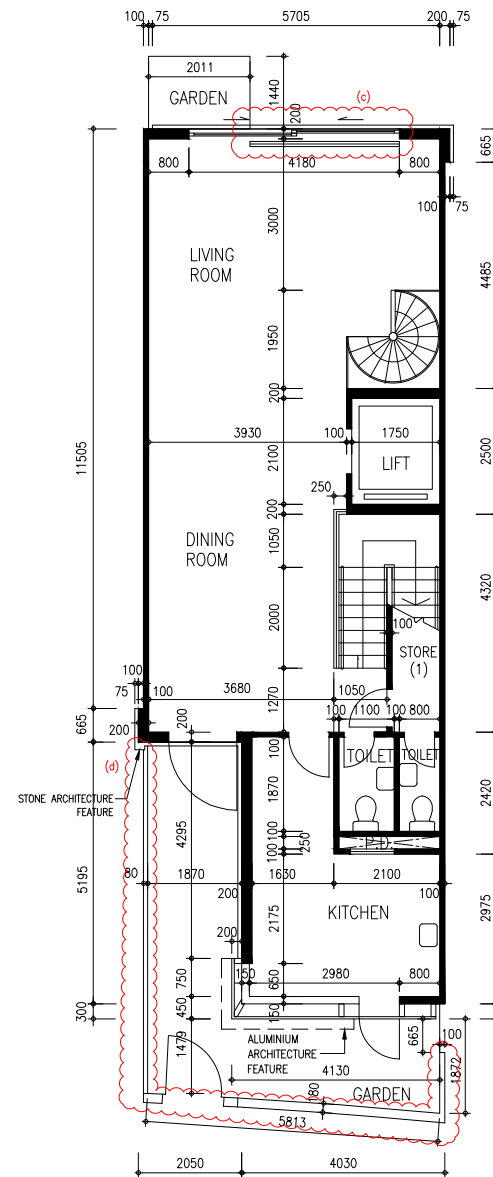 100 75 5705 200 75
2011
1440
GARDEN
(c)
200
665
800 4180 800
100 75
3000
LIVING
ROOM
4485
1950
200
3930 100 1750
11505
2100
LIFT
2500
250
200
DINING
ROOM
1050
4320
2000
100
STORE
(1)
100
75 100 3680 1050
1270
665
200
200
100 1100 100 800
(d)
100
TOILET TOILET
STONE ARCHITECTURE
FEATURE
1870
2420
4295
100
250
100
P.D.
80 1870 1630 2100
5195
200
100
KITCHEN
2175
2975
200
150 2980 800
750
650
450
150
300
665
100
1479
ALUMINIUM
ARCHITECTURE
FEATURE
1872
4130
180
GARDEN
5813
2050 4030